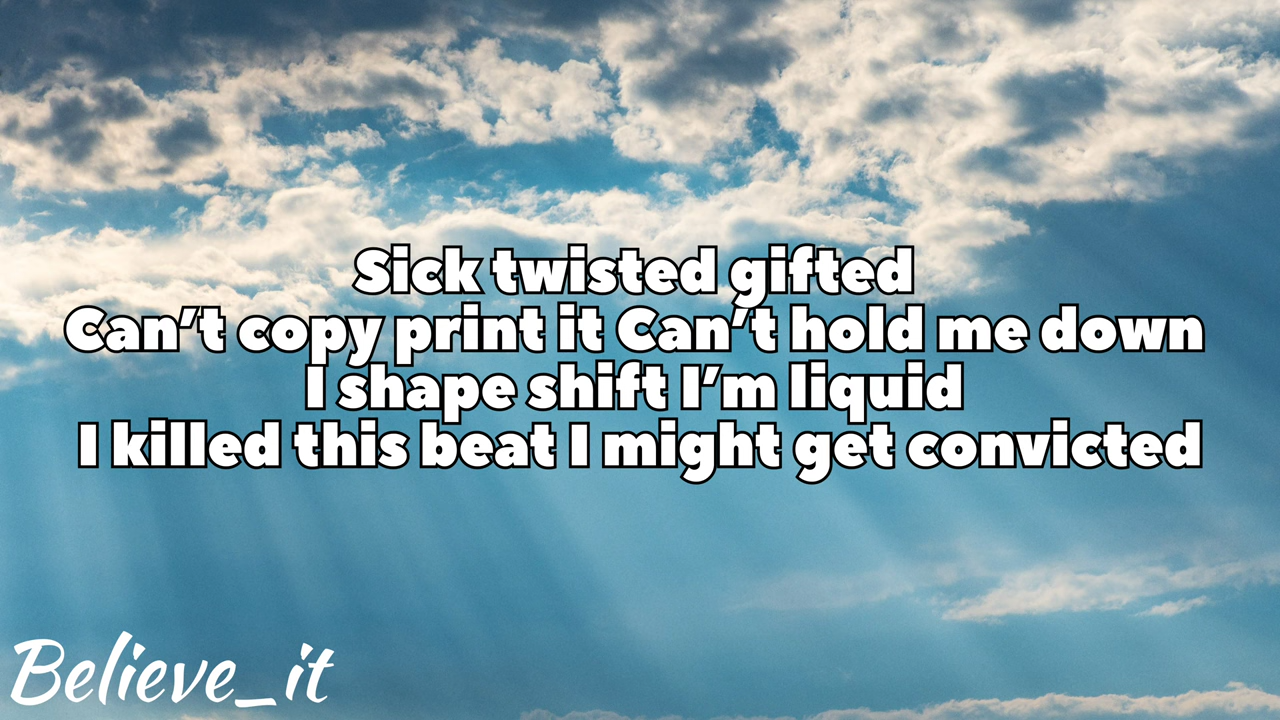 Sick twisted gifted
Can't copy print it Can't hold me down
I shape shift I'm liquid
I killed this beat I might get convicted
Believe_it